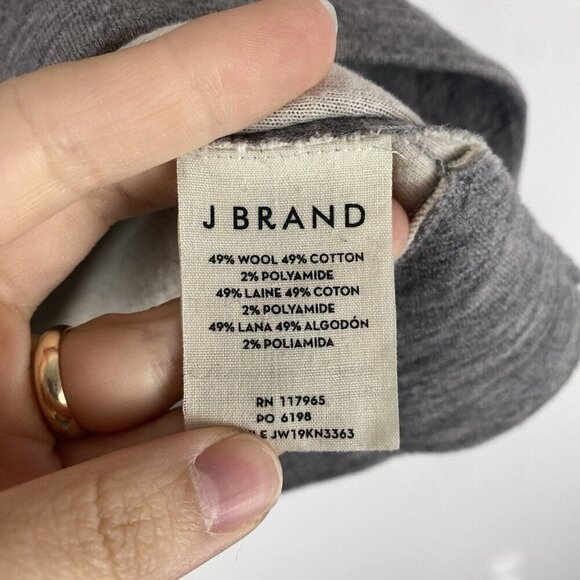 J BRAND
49% WOOL 49% COTTON
2% POLYAMIDE
49% LAINE 49% COTON
2% POLYAMIDE
49% LANA 49% ALGODÓN
2% POLIAMIDA
RN 117965
PO 6198
JW19KN3363